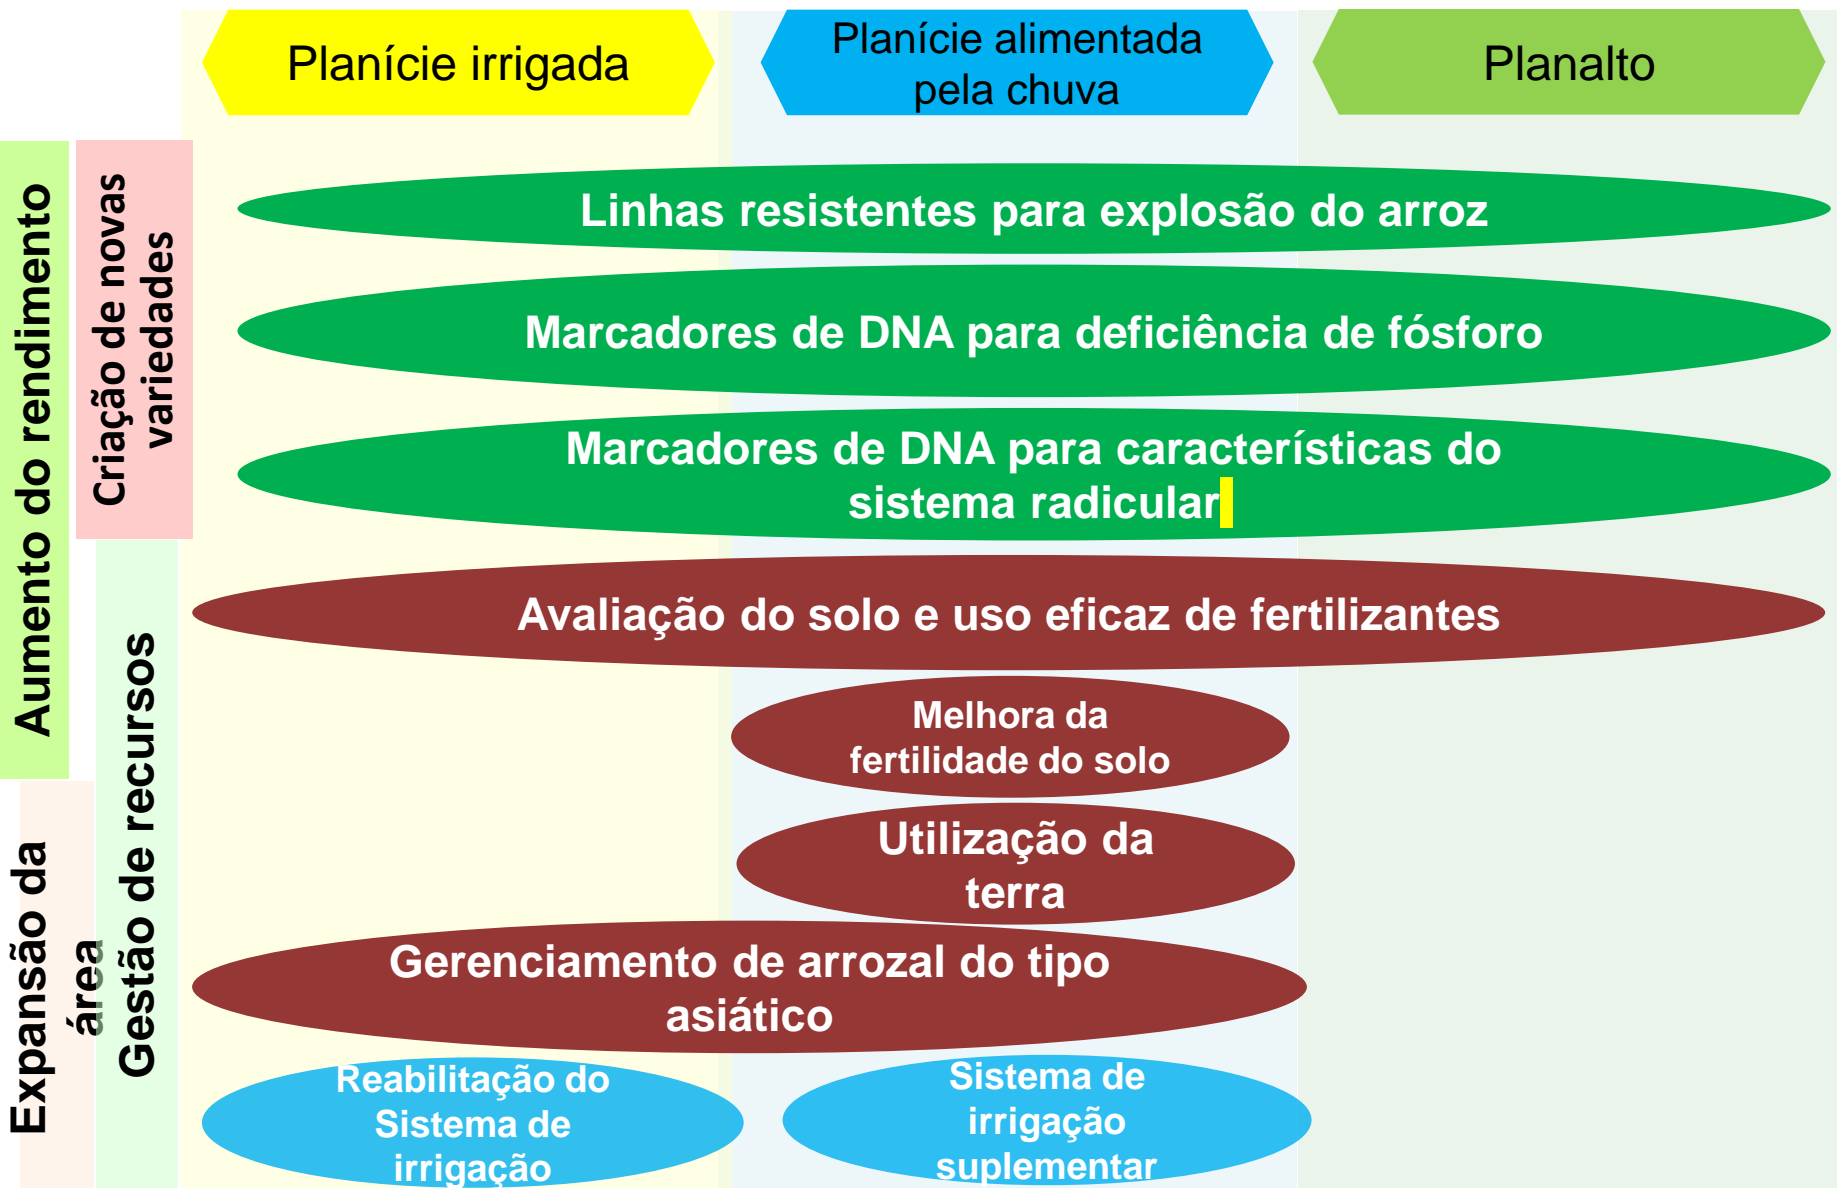 Planície irrigada
Planície alimentada
pela chuva
Planalto
Aumento do rendimento
Criação de novas
variedades
Linhas resistentes para explosão do arroz
Marcadores de DNA para deficiência de fósforo
Marcadores de DNA para características do
sistema radicular
Gestão de recursos
Avaliação do solo e uso eficaz de fertilizantes
Melhora da
fertilidade do solo
Expansão da
área
Utilização da
terra
Gerenciamento de arrozal do tipo
asiático
Reabilitação do
Sistema de
irrigação
Sistema de
irrigação
suplementar